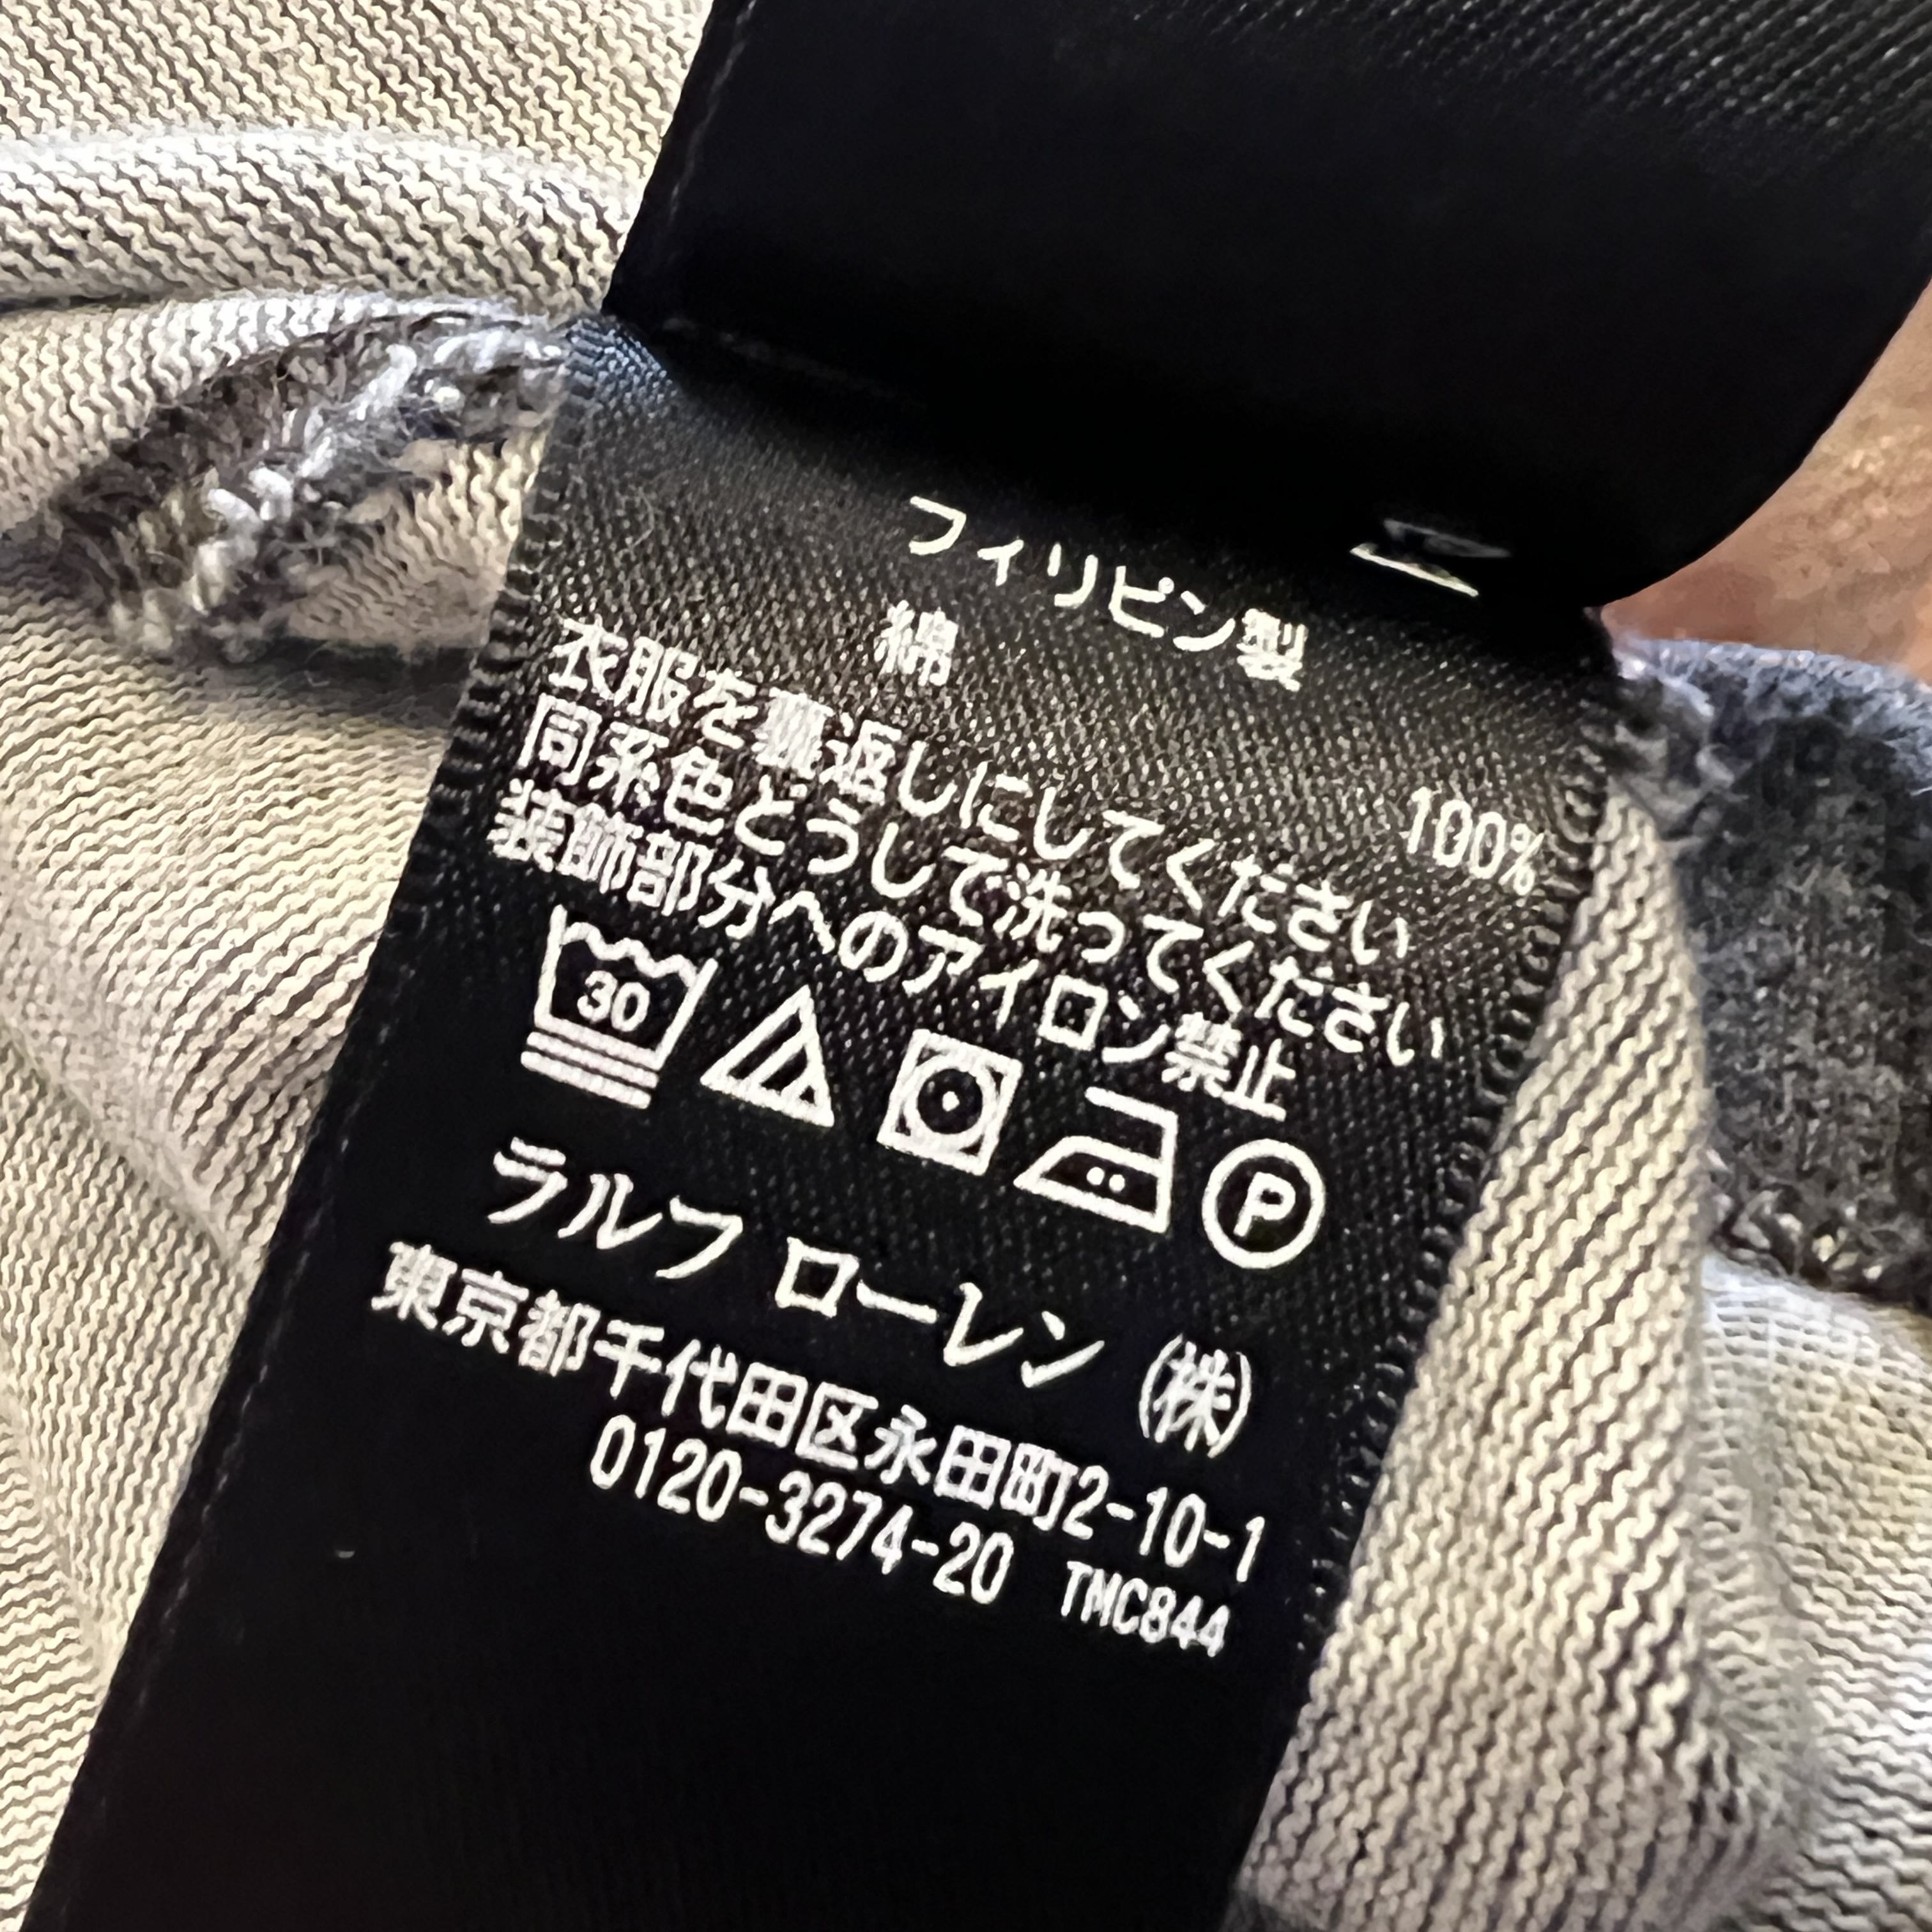 フィリピン製
綿 100%
衣服を裏返しにしてください
同系色どうしで洗ってください
装飾部分へのアイロン禁止
30 P
ラルフ ローレン (株)
東京都千代田区永田町2-10-1
0120-3274-20 TMC844